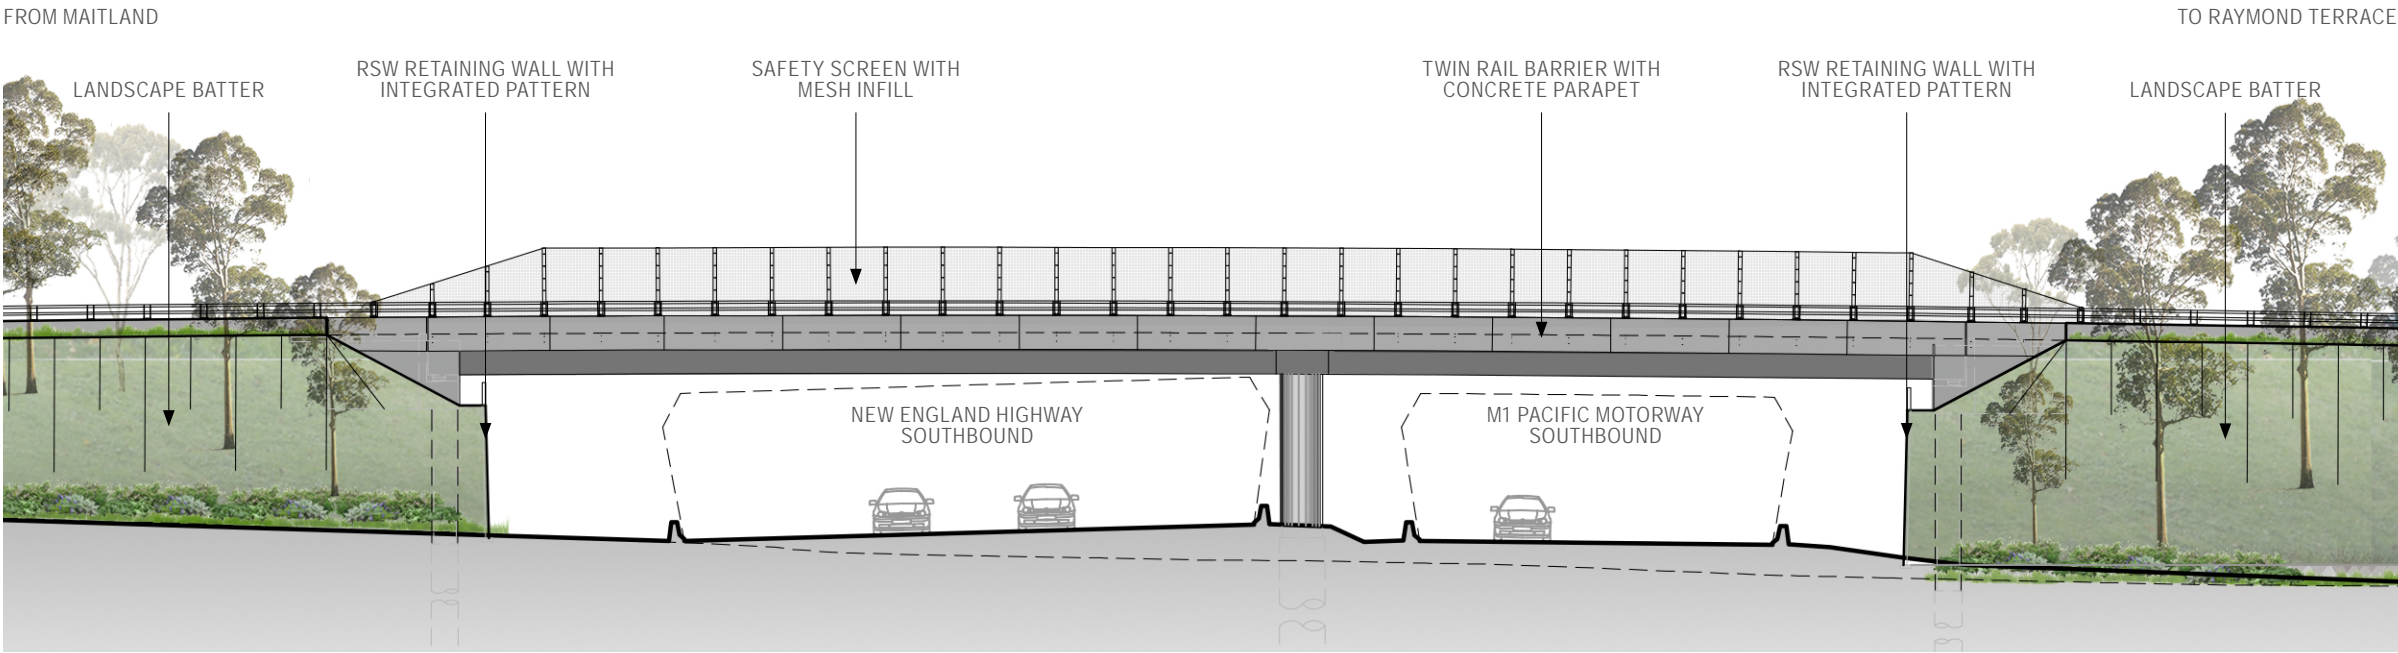 FROM MAITLAND
TO RAYMOND TERRACE
LANDSCAPE BATTER
RSW RETAINING WALL WITH
INTEGRATED PATTERN
SAFETY SCREEN WITH
MESH INFILL
TWIN RAIL BARRIER WITH
CONCRETE PARAPET
RSW RETAINING WALL WITH
INTEGRATED PATTERN
LANDSCAPE BATTER
NEW ENGLAND HIGHWAY
SOUTHBOUND
M1 PACIFIC MOTORWAY
SOUTHBOUND